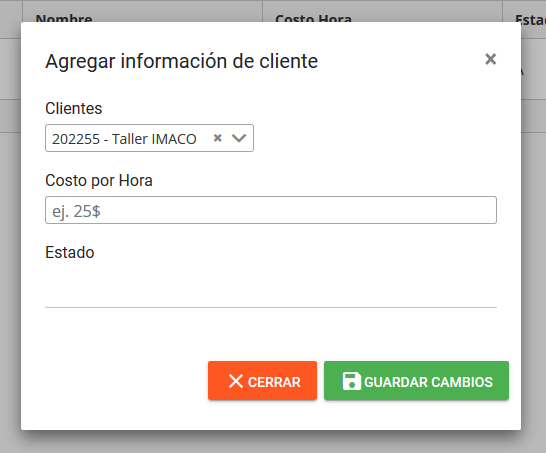 Nombre
Costo Hora
Agregar información de cliente
×
Clientes
202255 - Taller IMACO ×
Costo por Hora
ej. 25$
Estado
CERRAR
GUARDAR CAMBIOS